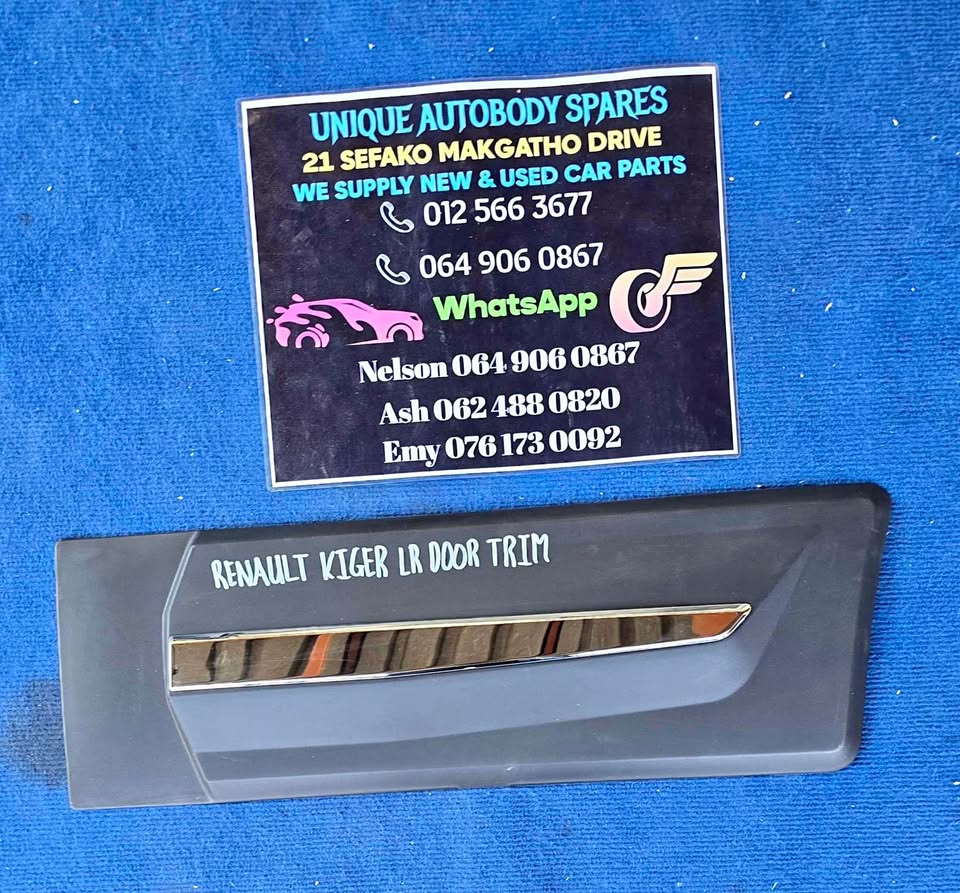 UNIQUE AUTOBODY SPARES
21 SEFAKO MAKGATHO DRIVE
WE SUPPLY NEW & USED CAR PARTS
012 566 3677
064 906 0867
WhatsApp
Nelson 064 906 0867
Ash 062 488 0820
Emy 076 173 0092
RENAULT KIGER LR DOOR TRIM